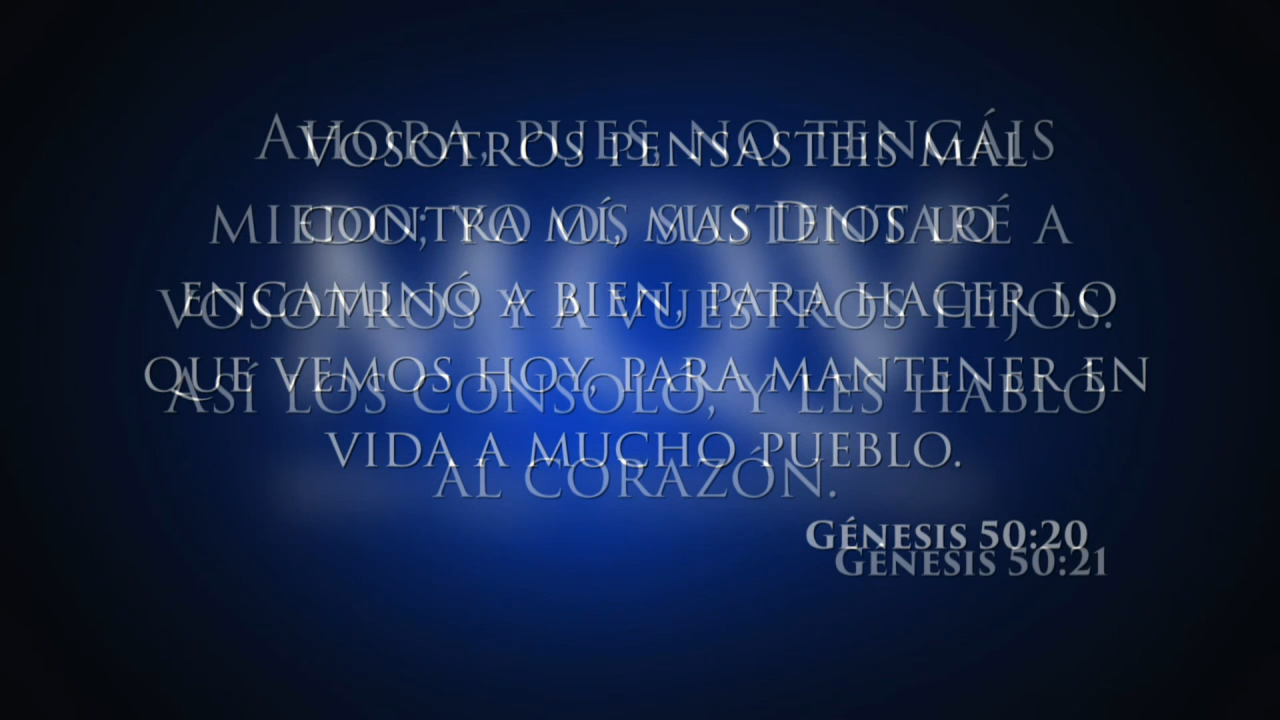 Vosotros pensasteis mal
contra mí, mas Dios lo
encaminó a bien, para hacer lo
que vemos hoy, para mantener en
vida a mucho pueblo.
Génesis 50:20
Ahora, pues, no tengáis
miedo; yo os sustentaré a
vosotros y a vuestros hijos.
Así los consoló, y les habló
al corazón.
Génesis 50:21